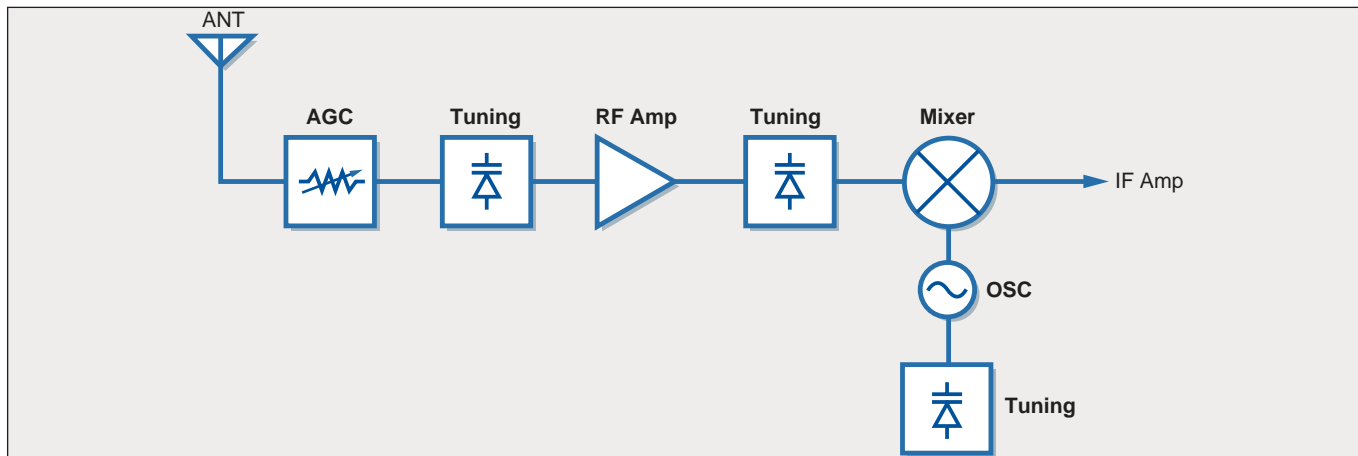 ANT
AGC
Tuning
RF Amp
Tuning
Mixer
IF Amp
OSC
Tuning